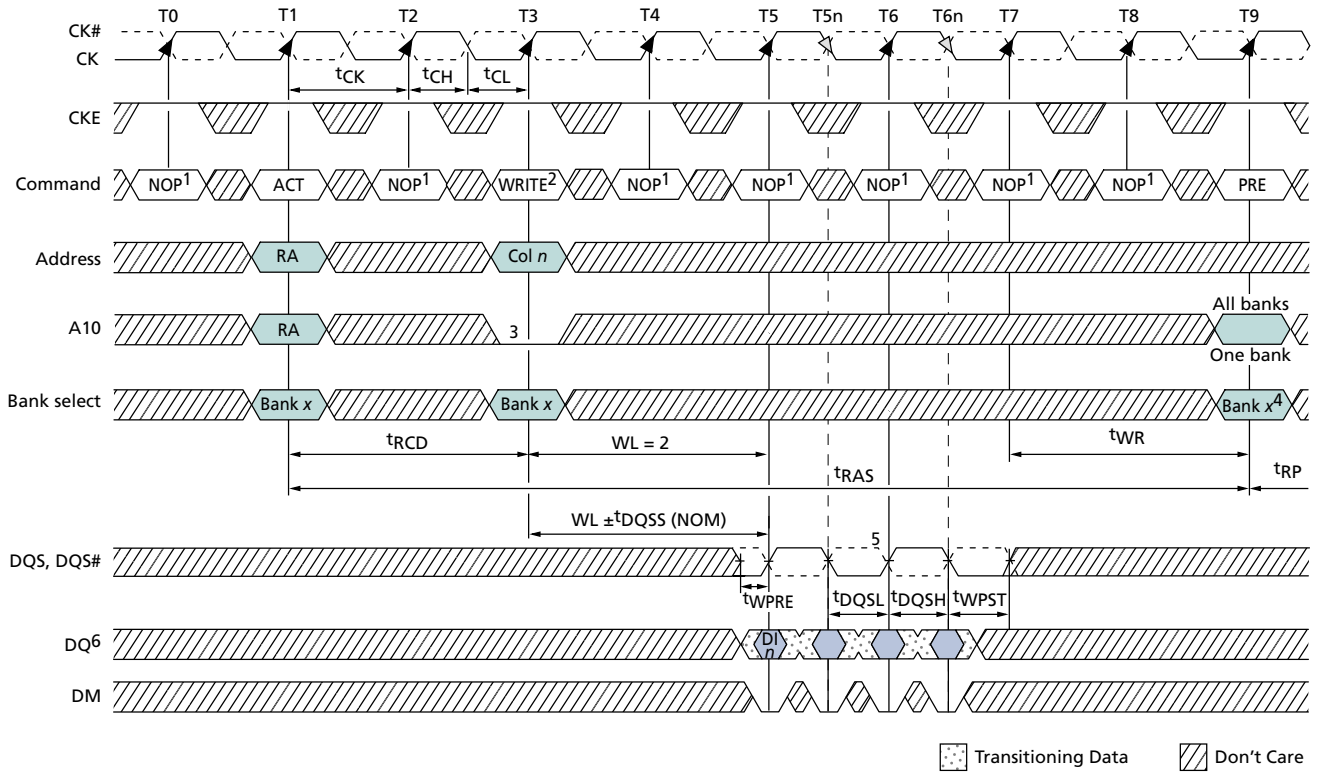 T0 T1 T2 T3 T4 T5 T5n T6 T6n T7 T8 T9
CK#
CK
tCK tCH tCL
CKE
Command NOP1 ACT NOP1 WRITE2 NOP1 NOP1 NOP1 NOP1 NOP1 PRE
Address RA Col n
All banks
A10 RA 3
One bank
Bank select Bank x Bank x Bank x4
tRCD WL = 2 tWR
tRAS tRP
WL ±tDQSS (NOM)
5
DQS, DQS#
tWPRE tDQSL tDQSH tWPST
DQ6 DI
n
DM
Transitioning Data Don't Care